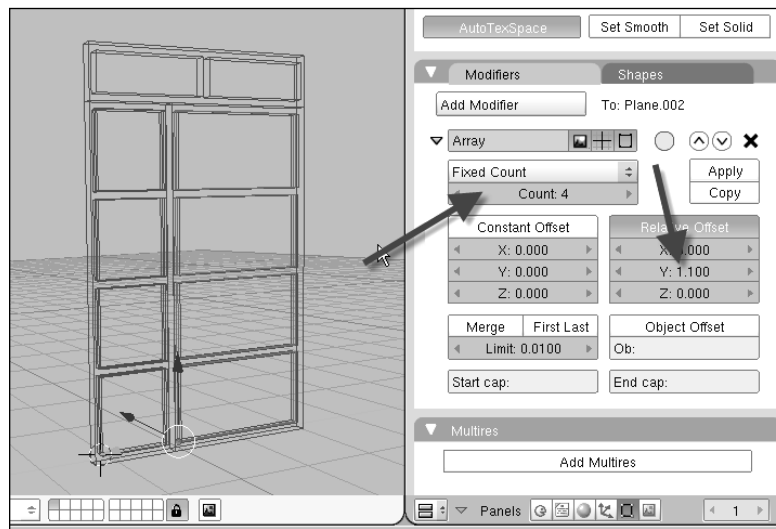 AutoTexSpace Set Smooth Set Solid
Modifiers Shapes
Add Modifier To: Plane.002
Array
Fixed Count Apply
Count: 4 Copy
Constant Offset Relative Offset
X: 0.000 X: 0.000
Y: 0.000 Y: 1.100
Z: 0.000 Z: 0.000
Merge First Last Object Offset
Limit: 0.0100 Ob:
Start cap: End cap:
Multires
Add Multires
Panels 1